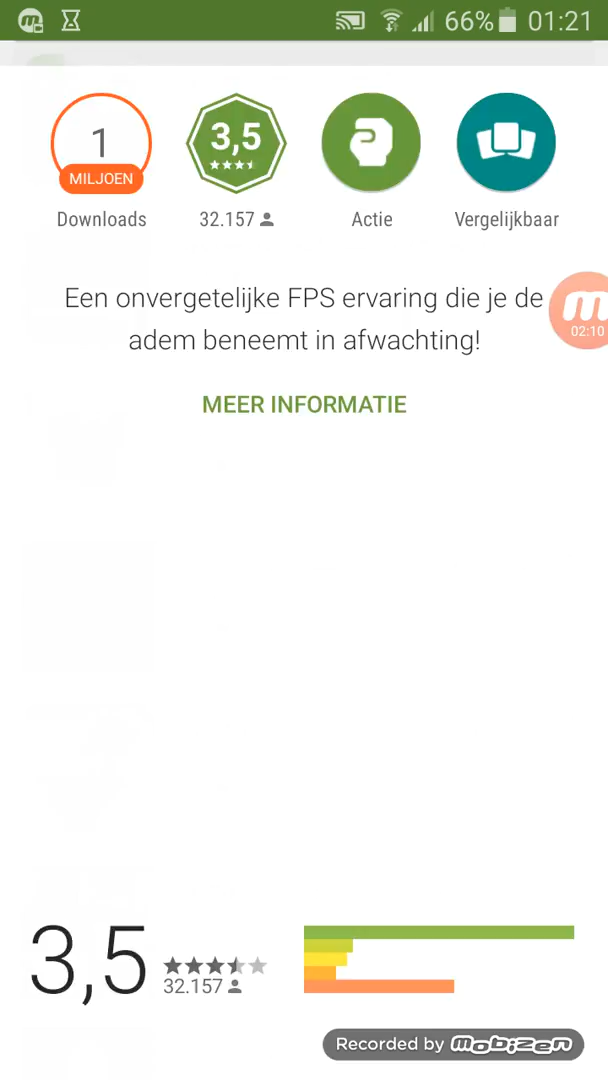 66% 01:21
1
MILJOEN
Downloads
3,5
32.157
Actie
Vergelijkbaar
Een onvergetelijke FPS ervaring die je de
adem beneemt in afwachting!
02:10
MEER INFORMATIE
3,5
32.157
Recorded by mobizen